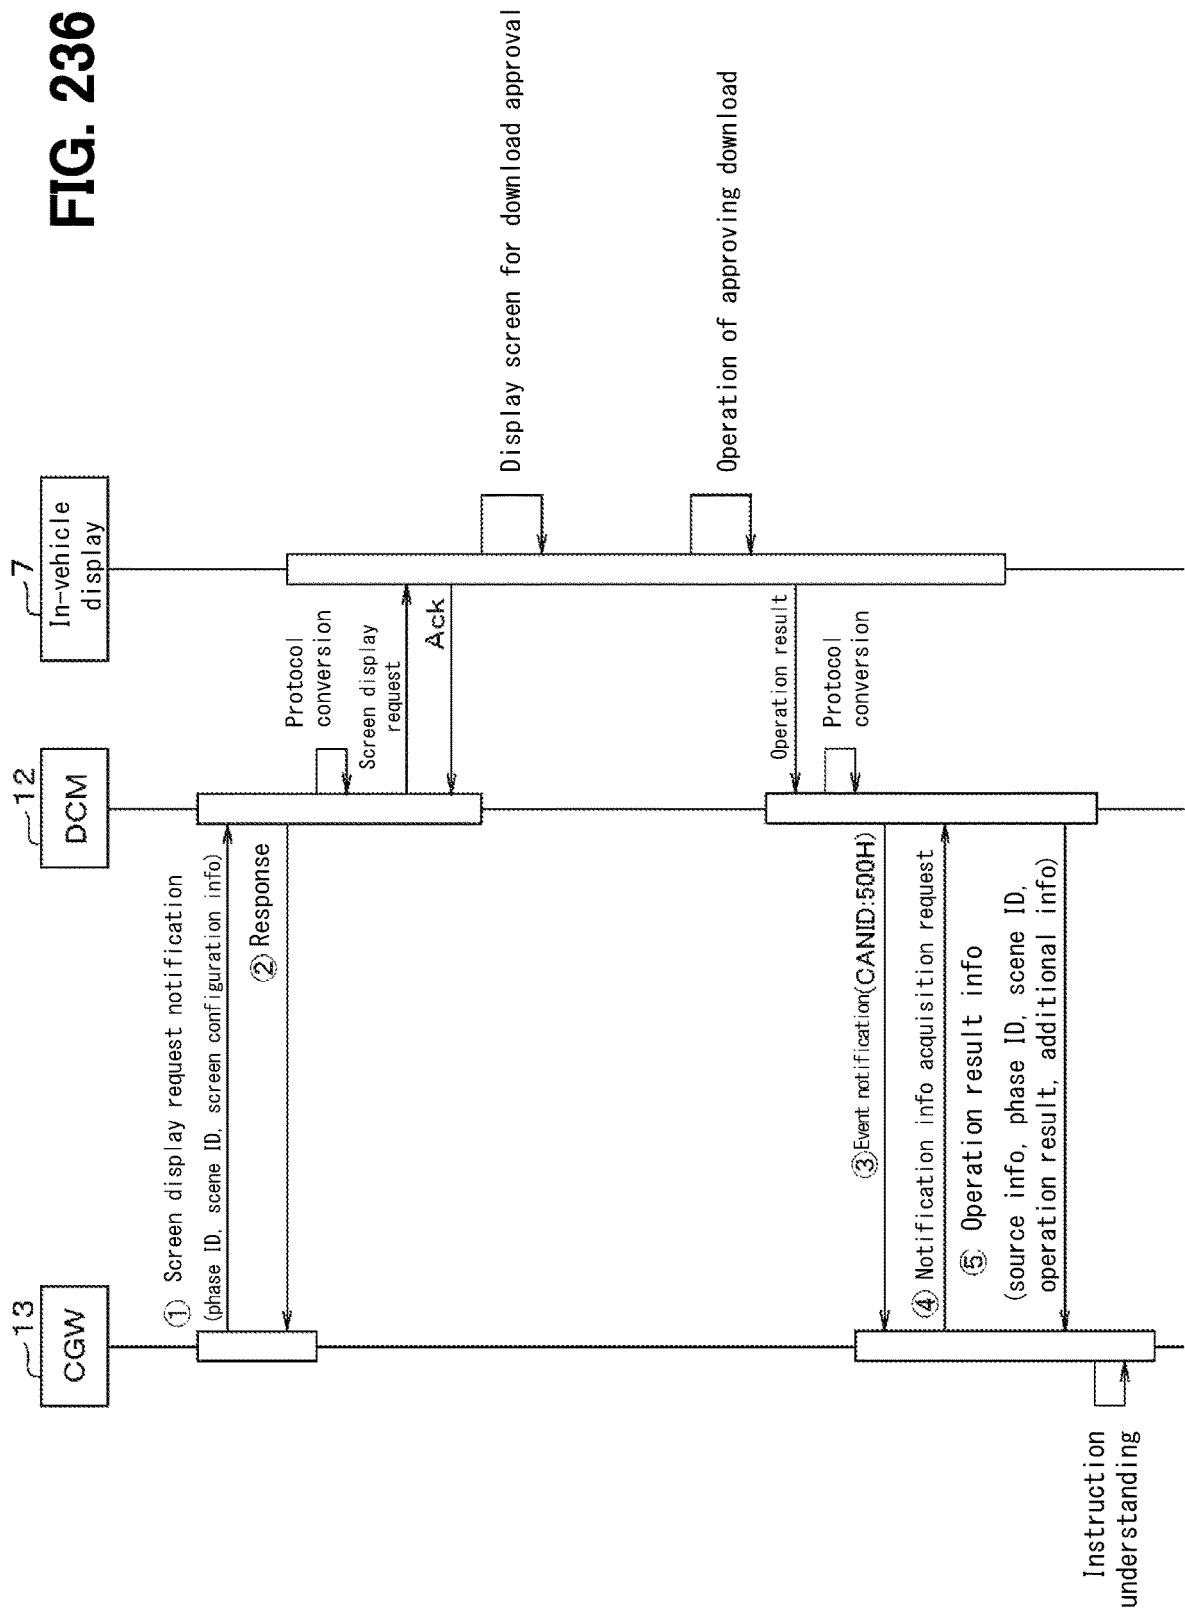 FIG. 236
13
CGW
12
DCM
7
In-vehicle
display
① Screen display request notification
(phase ID, scene ID, screen configuration info)
② Response
Protocol
conversion
Screen display
request
Ack
Display screen for download approval
Operation of approving download
Operation result
Protocol
conversion
③Event notification(CANID:500H)
④ Notification info acquisition request
⑤ Operation result info
(source info, phase ID, scene ID,
operation result, additional info)
Instruction
understanding